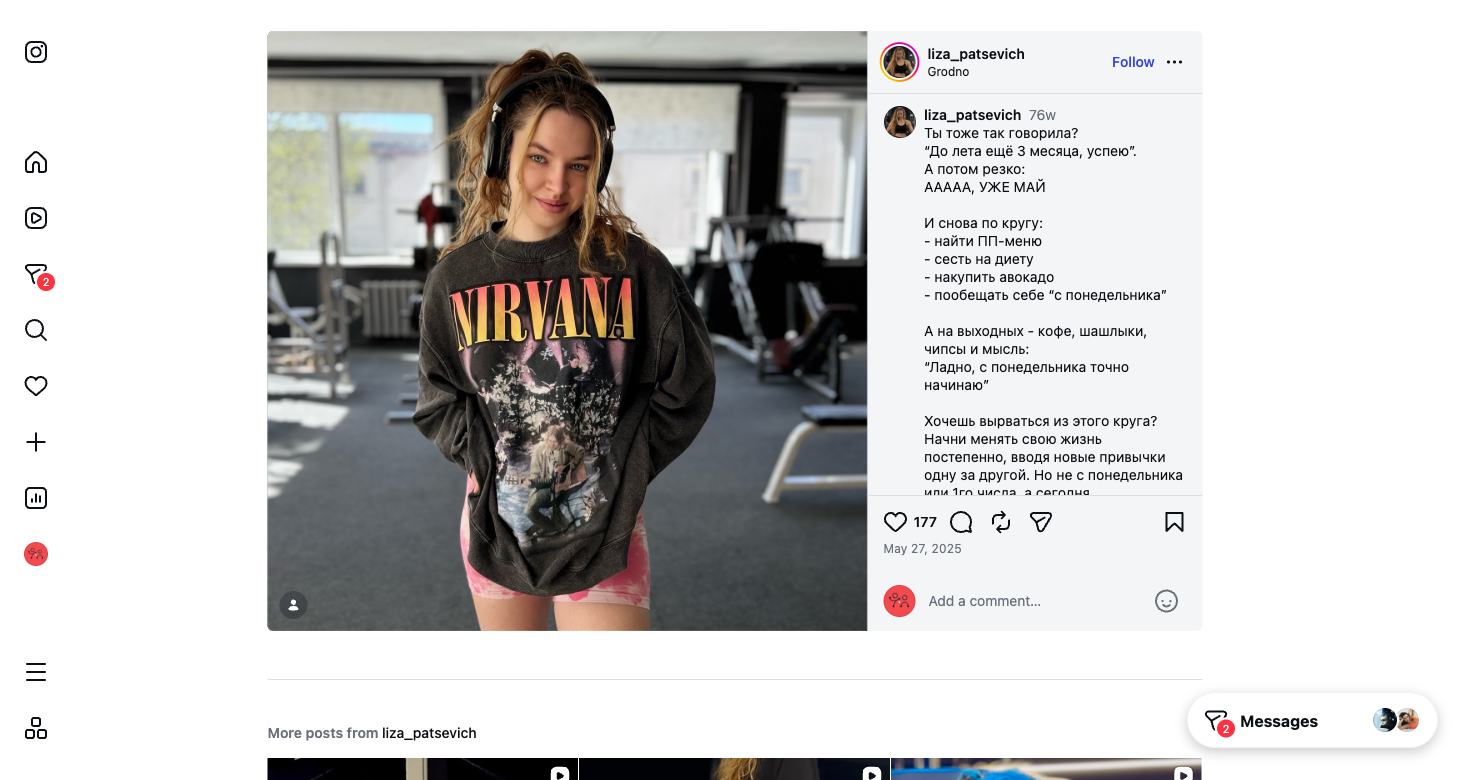 liza_patsevich
Grodno
Follow
liza_patsevich 76w
Ты тоже так говорила?
“До лета ещё 3 месяца, успею”.
А потом резко:
ААААА, УЖЕ МАЙ
И снова по кругу:
- найти ПП-меню
- сесть на диету
- накупить авокадо
- пообещать себе “с понедельника”
А на выходных - кофе, шашлыки,
чипсы и мысль:
“Ладно, с понедельника точно
начинаю”
Хочешь вырваться из этого круга?
Начни менять свою жизнь
постепенно, вводя новые привычки
одну за другой. Но не с понедельника
или 1го числа, а сегодня
NIRVANA
177
May 27, 2025
Add a comment...
2
More posts from liza_patsevich
2
Messages